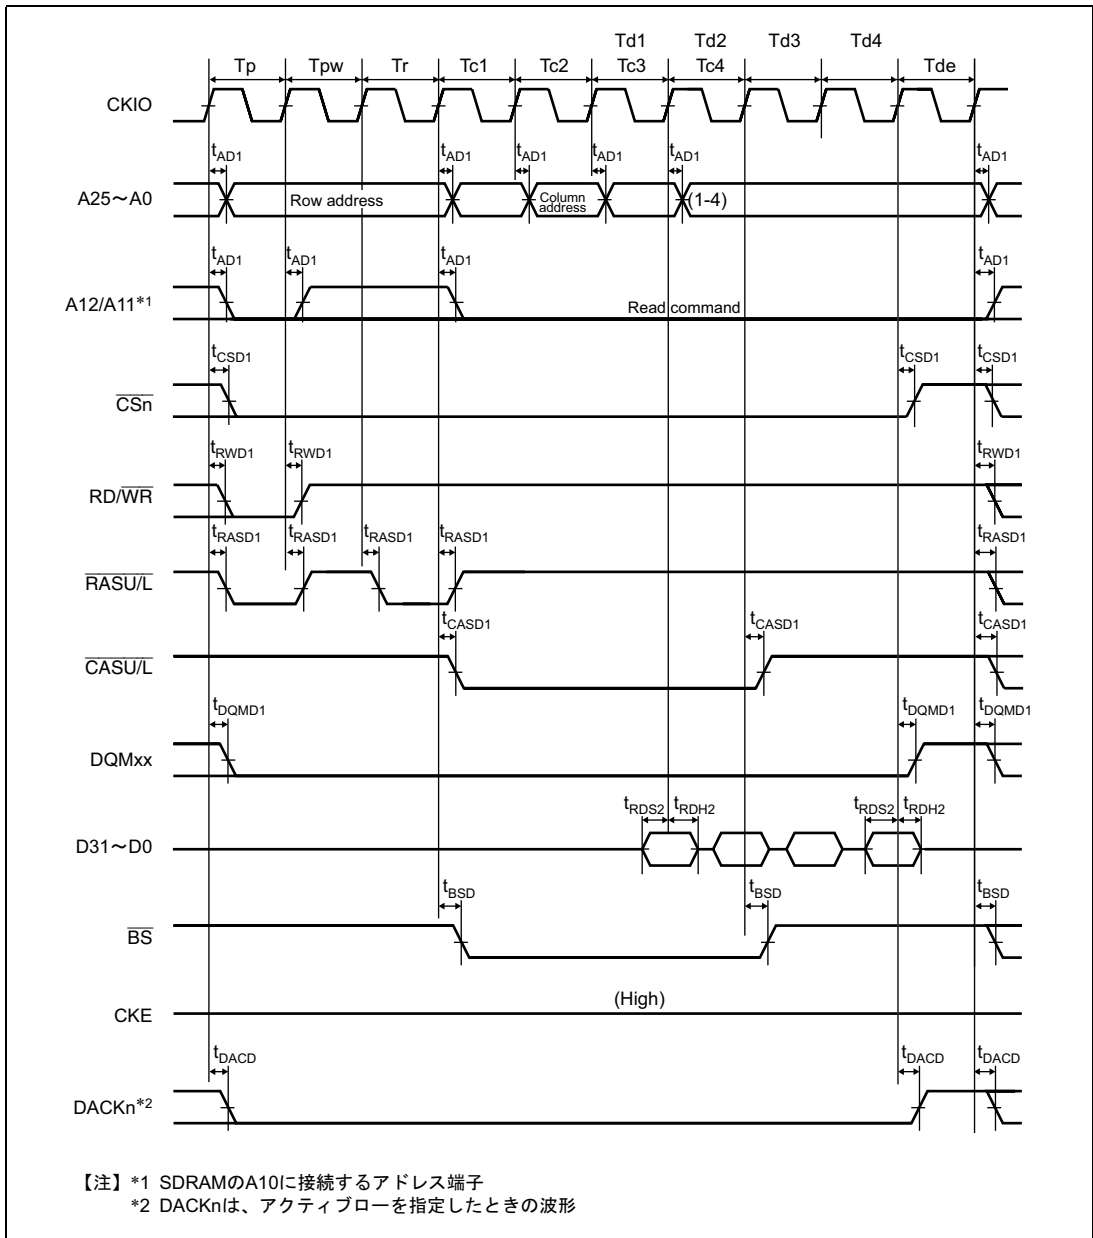 Td1 Td2 Td3 Td4
Tp Tpw Tr Tc1 Tc2 Tc3 Tc4 Tde
CKIO
tAD1 tAD1 tAD1 tAD1 tAD1 tAD1
A25~A0 Row address Column address (1-4)
tAD1 tAD1 tAD1 tAD1
A12/A11*1 Read command
tCSD1 tCSD1 tCSD1
CSn
tRWD1 tRWD1 tRWD1
RD/WR
tRASD1 tRASD1 tRASD1 tRASD1 tRASD1
RASU/L
tCASD1 tCASD1 tCASD1
CASU/L
tDQMD1 tDQMD1 tDQMD1
DQMxx
tRDS2 tRDH2 tRDS2 tRDH2
D31~D0
tBSD tBSD tBSD
BS
(High)
CKE
tDACD tDACD tDACD
DACKn*2
【注】*1 SDRAMのA10に接続するアドレス端子
*2 DACKnは、アクティブローを指定したときの波形